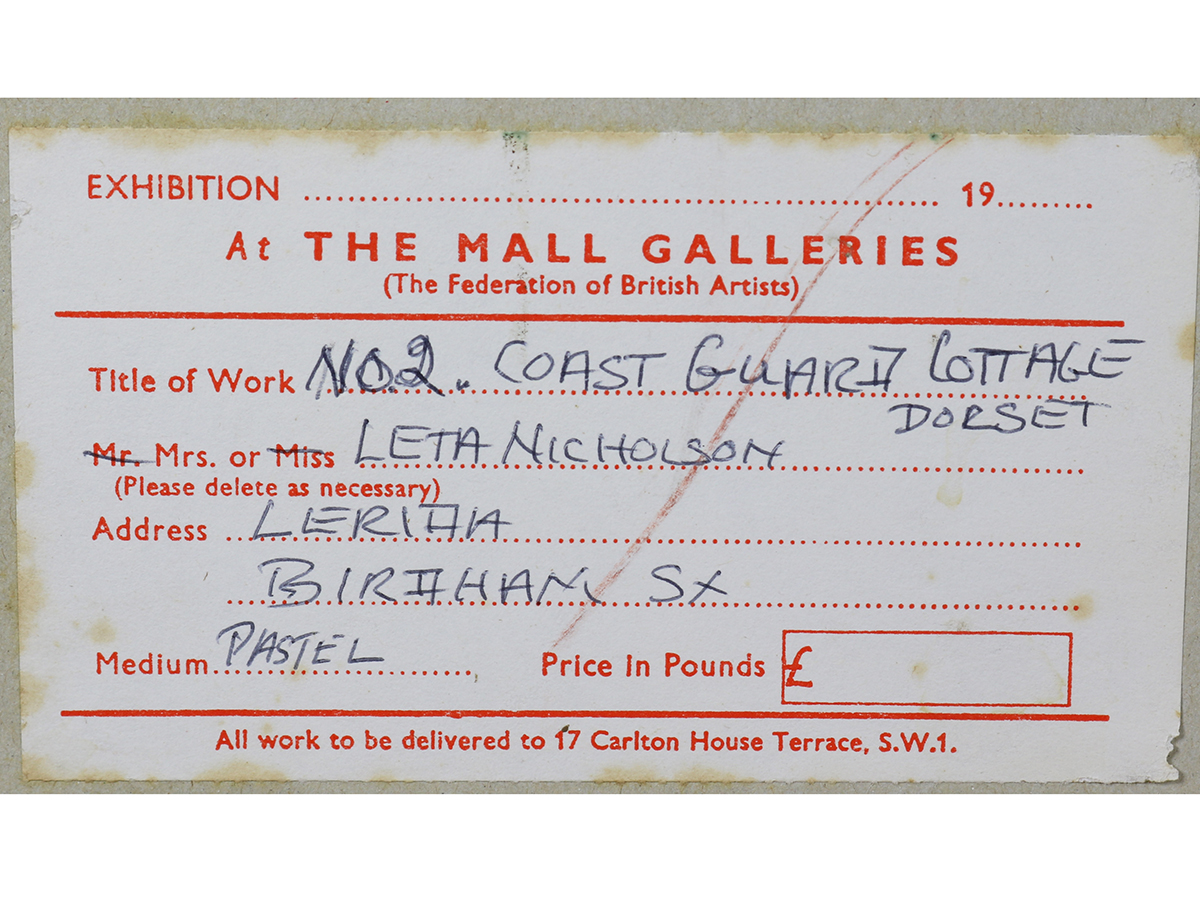 EXHIBITION ........................ 19.........
At THE MALL GALLERIES
(The Federation of British Artists)
Title of Work NO.2. COAST GUARD COTTAGE
DORSET
Mr. Mrs. or Miss LETA NICHOLSON
(Please delete as necessary)
Address LERIDA
BIRDHAM SX
Medium PASTEL Price in Pounds £
All work to be delivered to 17 Carlton House Terrace, S.W.1.